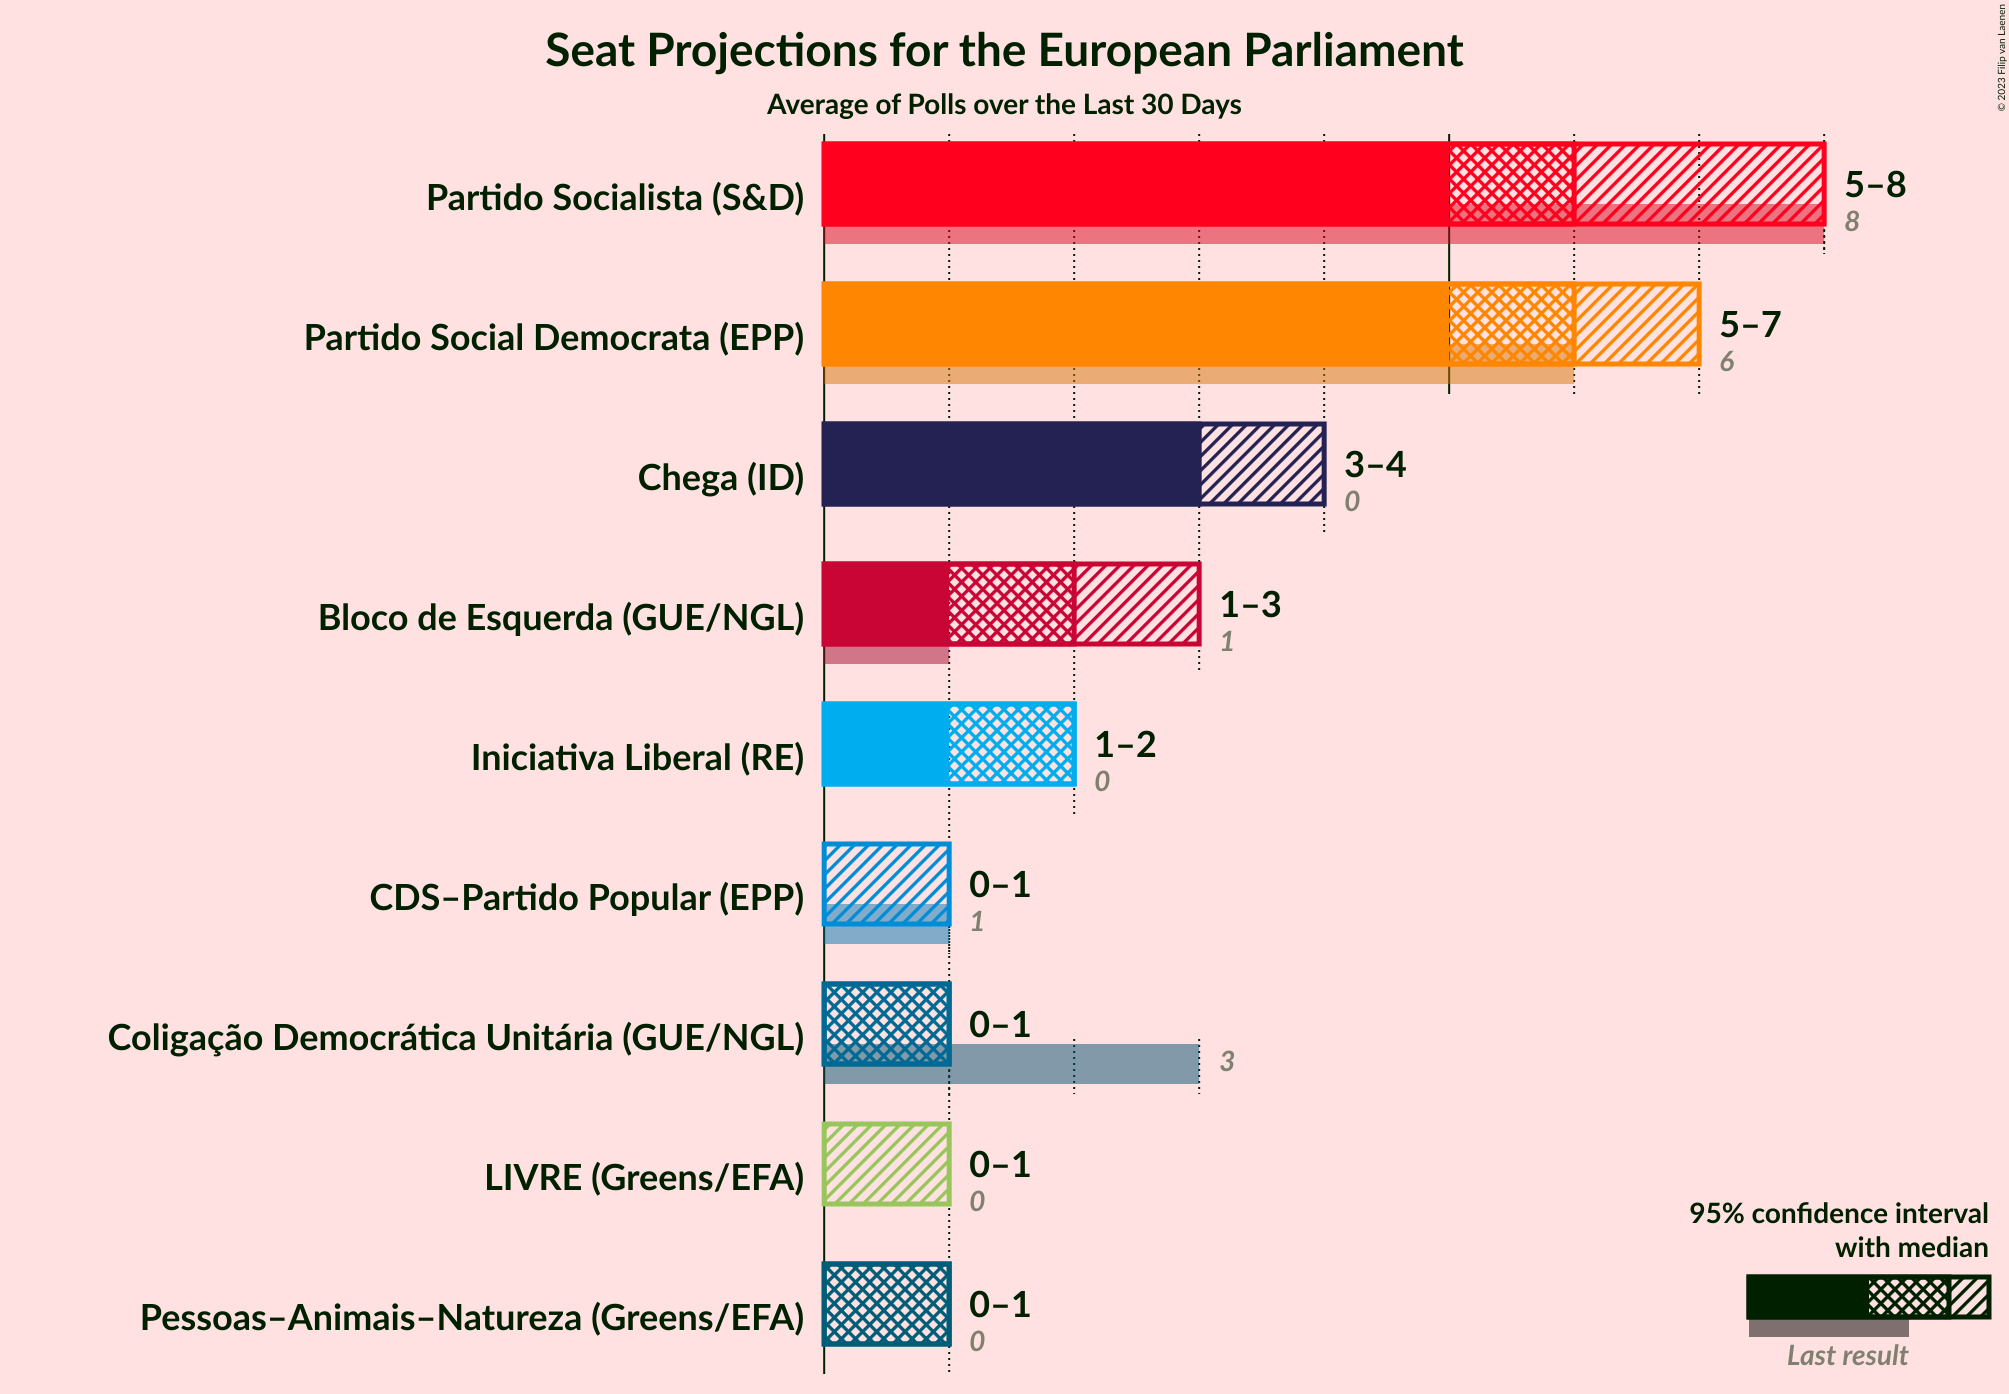 Seat Projections for the European Parliament
Average of Polls over the Last 30 Days
© 2023 Filip van Laenen
Partido Socialista (S&D)
5–8
8
Partido Social Democrata (EPP)
5–7
6
Chega (ID)
3–4
0
Bloco de Esquerda (GUE/NGL)
1–3
1
Iniciativa Liberal (RE)
1–2
0
CDS–Partido Popular (EPP)
0–1
1
Coligação Democrática Unitária (GUE/NGL)
0–1
3
LIVRE (Greens/EFA)
0–1
0
Pessoas–Animais–Natureza (Greens/EFA)
0–1
0
95% confidence interval
with median
Last result